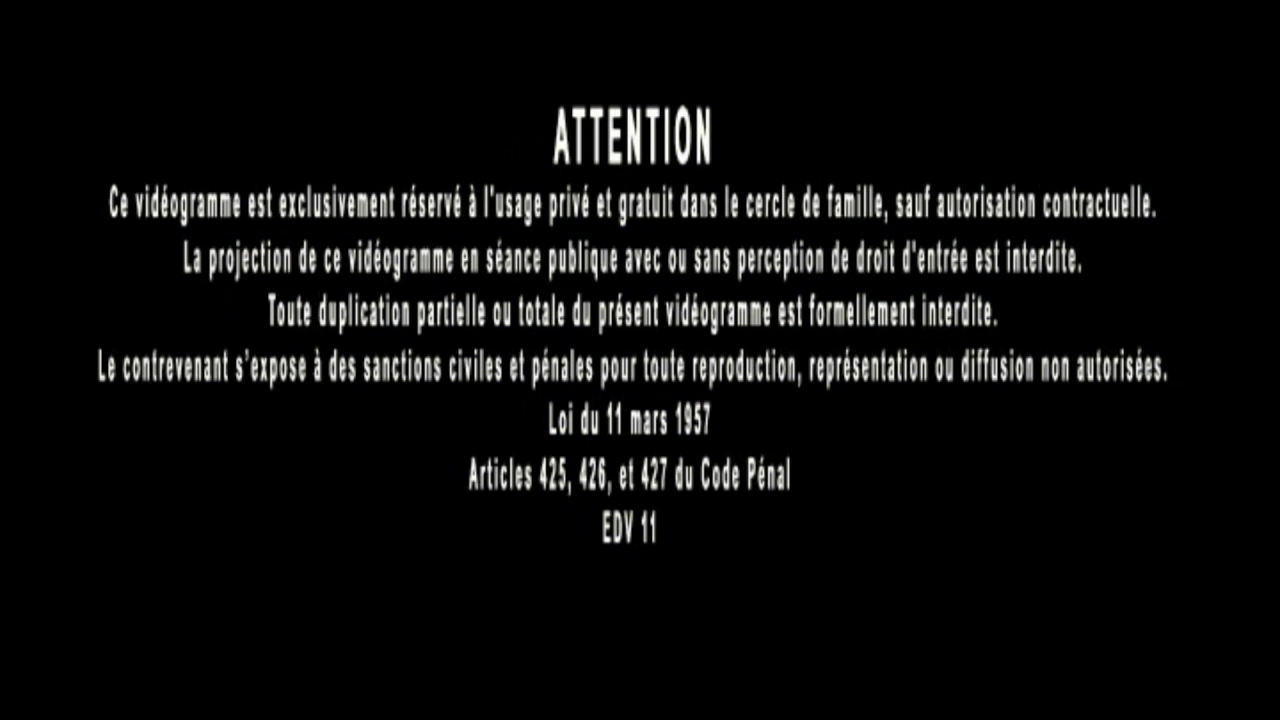 ATTENTION
Ce vidéogramme est exclusivement réservé à l'usage privé et gratuit dans le cercle de famille, sauf autorisation contractuelle.
La projection de ce vidéogramme en séance publique avec ou sans perception de droit d'entrée est interdite.
Toute duplication partielle ou totale du présent vidéogramme est formellement interdite.
Le contrevenant s'expose à des sanctions civiles et pénales pour toute reproduction, représentation ou diffusion non autorisées.
Loi du 11 mars 1957
Articles 425, 426, et 427 du Code Pénal
EDV 11